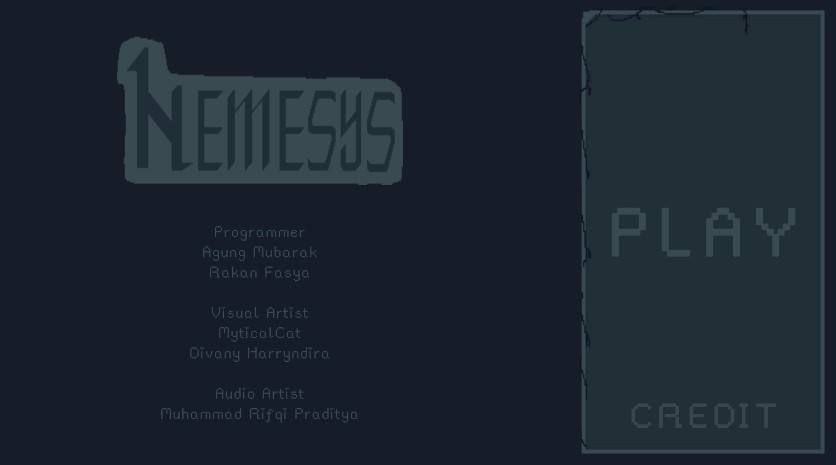 NEMESYS
Programmer
Agung Mubarak
Rakan Fasya
Visual Artist
MyticalCat
Divany Harryndira
Audio Artist
Muhammad Rifqi Praditya
PLAY
CREDIT